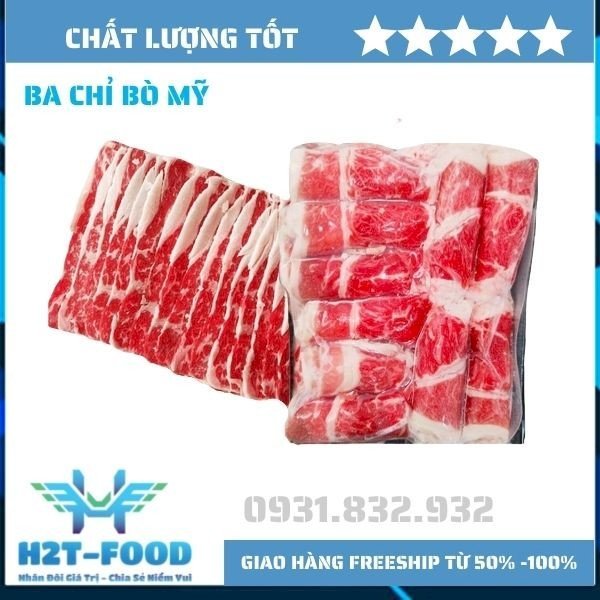 CHẤT LƯỢNG TỐT
BA CHỈ BÒ MỸ
0931.832.932
H2T-FOOD
Nhân Đôi Giá Trị - Chia Sẻ Niềm Vui
GIAO HÀNG FREESHIP TỪ 50% -100%